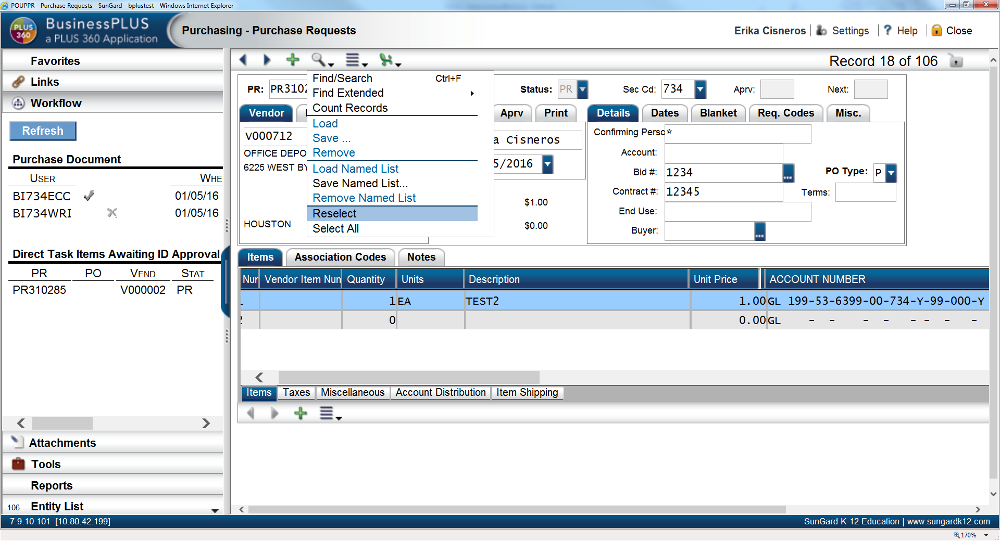 POUPPR - Purchase Requests - SunGard - bplustest - Windows Internet Explorer
PLUS 360
BusinessPLUS
a PLUS 360 Application
Purchasing - Purchase Requests
Erika Cisneros
Settings
Help
Close
Favorites
Links
Workflow
Refresh
Purchase Document
USER WHE
BI734ECC 01/05/16
BI734WRI 01/05/16
Direct Task Items Awaiting ID Approval
PR PO VEND STAT
PR310285 V000002 PR
Attachments
Tools
Reports
106 Entity List
Record 18 of 106
PR: PR3102
Status: PR
Sec Cd: 734
Aprv:
Next:
Vendor
Aprv
Print
Details
Dates
Blanket
Req. Codes
Misc.
V000712
OFFICE DEPO
6225 WEST BY
HOUSTON
a Cisneros
5/2016
$1.00
$0.00
Find/Search Ctrl+F
Find Extended
Count Records
Load
Save ...
Remove
Load Named List
Save Named List...
Remove Named List
Reselect
Select All
Confirming Perso *
Account:
Bid #: 1234
PO Type: P
Contract #: 12345
Terms:
End Use:
Buyer:
Items
Association Codes
Notes
Nur Vendor Item Nun Quantity Units Description Unit Price ACCOUNT NUMBER
1 EA TEST2 1.00 GL 199-53-6399-00-734-Y-99-000-Y
2 0 0.00 GL - - - - - - - -
Items
Taxes
Miscellaneous
Account Distribution
Item Shipping
7.9.10.101 [10.80.42.199]
SunGard K-12 Education | www.sungardk12.com
170%